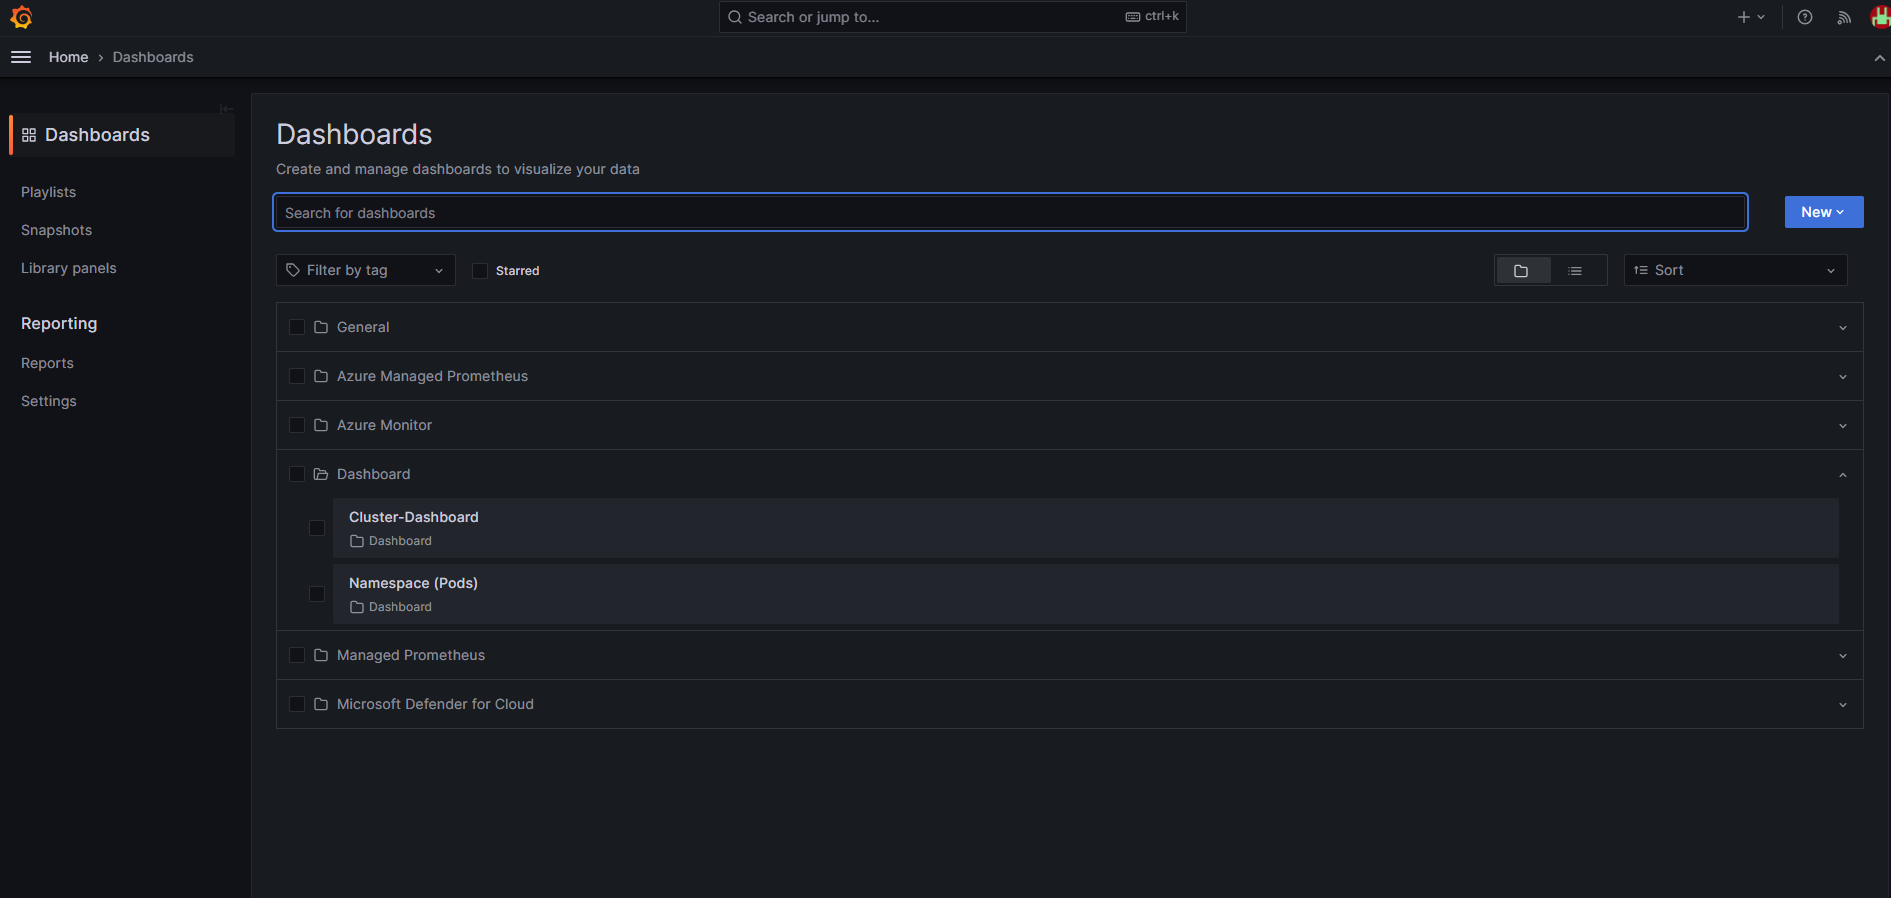 Search or jump to...
ctrl+k
Home › Dashboards
Dashboards
Playlists
Snapshots
Library panels
Reporting
Reports
Settings
Dashboards
Create and manage dashboards to visualize your data
Search for dashboards
New
Filter by tag
Starred
Sort
General
Azure Managed Prometheus
Azure Monitor
Dashboard
Cluster-Dashboard
Dashboard
Namespace (Pods)
Dashboard
Managed Prometheus
Microsoft Defender for Cloud